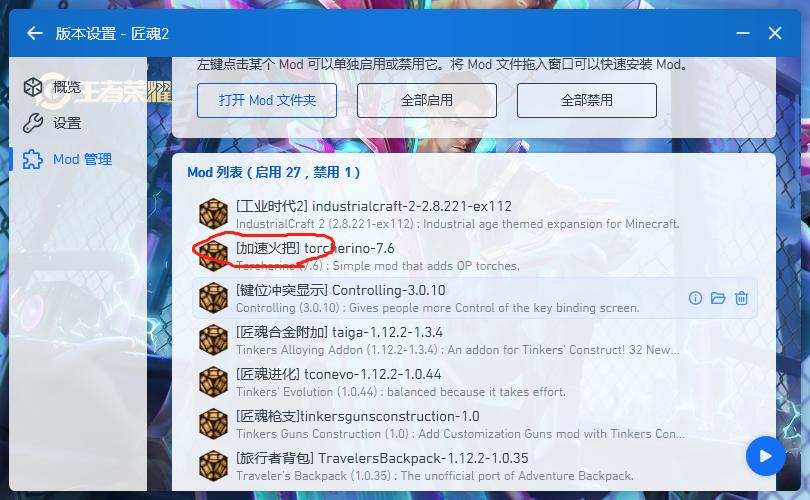 版本设置 - 匠魂2
左键点击某个 Mod 可以单独启用或禁用它。将 Mod 文件拖入窗口可以快速安装 Mod。
概览
王者荣耀
打开 Mod 文件夹
全部启用
全部禁用
设置
Mod 管理
Mod 列表 ( 启用 27 , 禁用 1 )
[工业时代2] industrialcraft-2-2.8.221-ex112
IndustrialCraft 2 (2.8.221-ex112) : Industrial age themed expansion for Minecraft.
[加速火把] torcherino-7.6
Torcherino (7.6) : Simple mod that adds OP torches.
[键位冲突显示] Controlling-3.0.10
Controlling (3.0.10) : Gives people more Control of the key binding screen.
[匠魂合金附加] taiga-1.12.2-1.3.4
Tinkers Alloying Addon (1.12.2-1.3.4) : An addon for Tinkers' Construct! 32 New...
[匠魂进化] tconevo-1.12.2-1.0.44
Tinkers' Evolution (1.0.44) : balanced because it takes effort.
[匠魂枪支]tinkersgunsconstruction-1.0
Tinkers Guns Construction (1.0) : Add Customization Guns mod with Tinkers Con...
[旅行者背包] TravelersBackpack-1.12.2-1.0.35
Traveler's Backpack (1.0.35) : The unofficial port of Adventure Backpack.